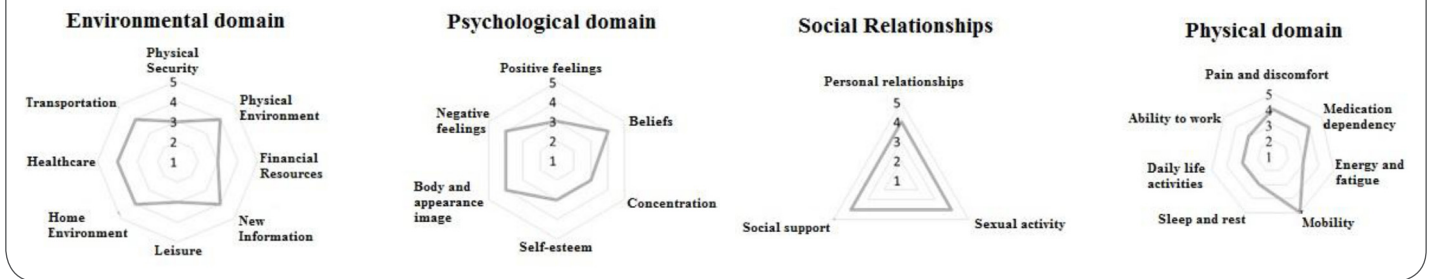 Environmental domain
Physical
Security
5
4
3
2
1
Transportation
Physical
Environment
Healthcare
Financial
Resources
Home
Environment
New
Information
Leisure
Psychological domain
Positive feelings
5
4
3
2
1
Negative
feelings
Beliefs
Body and
appearance
image
Concentration
Self-esteem
Social Relationships
Personal relationships
5
4
3
2
1
Social support
Sexual activity
Physical domain
Pain and discomfort
5
4
3
2
1
Ability to work
Medication
dependency
Daily life
activities
Energy and
fatigue
Sleep and rest
Mobility